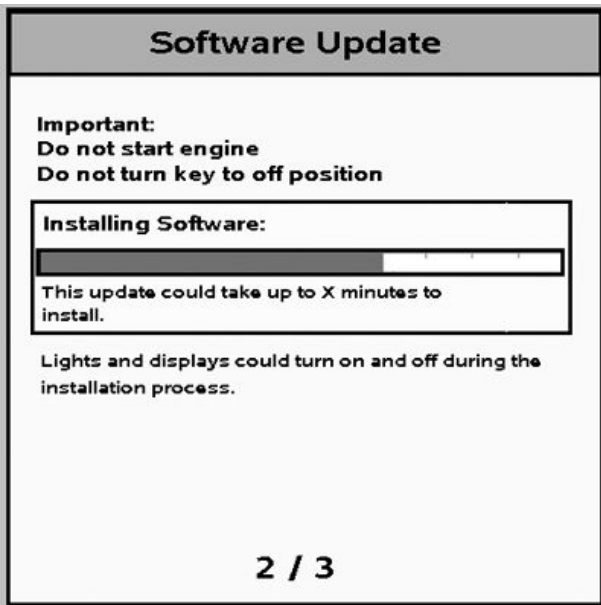 Software Update
Important:
Do not start engine
Do not turn key to off position
Installing Software:
This update could take up to X minutes to
install.
Lights and displays could turn on and off during the
installation process.
2 / 3